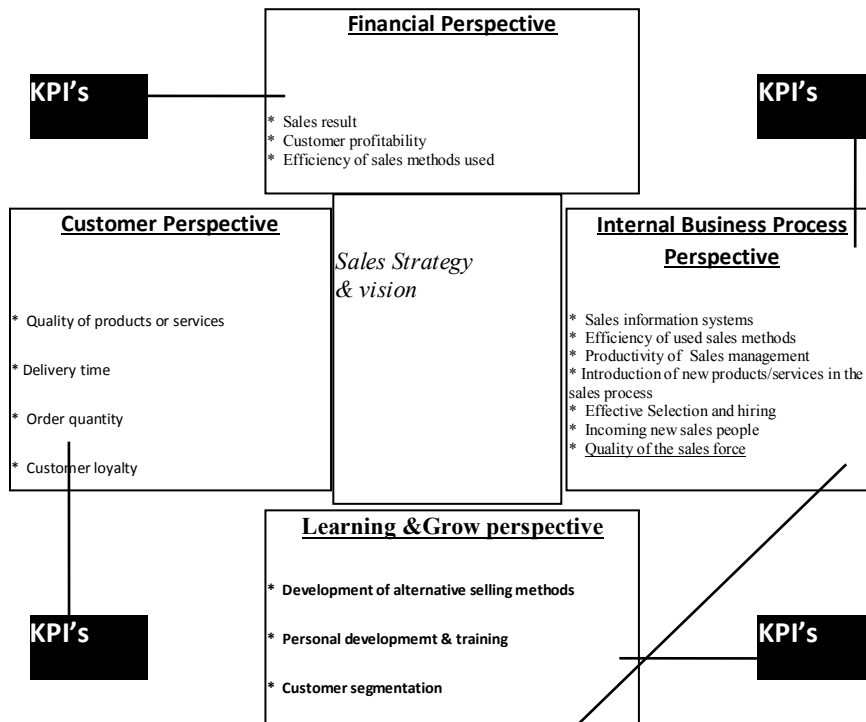 Financial Perspective
KPI's
KPI's
* Sales result
* Customer profitability
* Efficiency of sales methods used
Customer Perspective
* Quality of products or services
* Delivery time
* Order quantity
* Customer loyalty
Sales Strategy
& vision
Internal Business Process
Perspective
* Sales information systems
* Efficiency of used sales methods
* Productivity of Sales management
* Introduction of new products/services in the
sales process
* Effective Selection and hiring
* Incoming new sales people
* Quality of the sales force
Learning &Grow perspective
* Development of alternative selling methods
* Personal development & training
* Customer segmentation
KPI's
KPI's